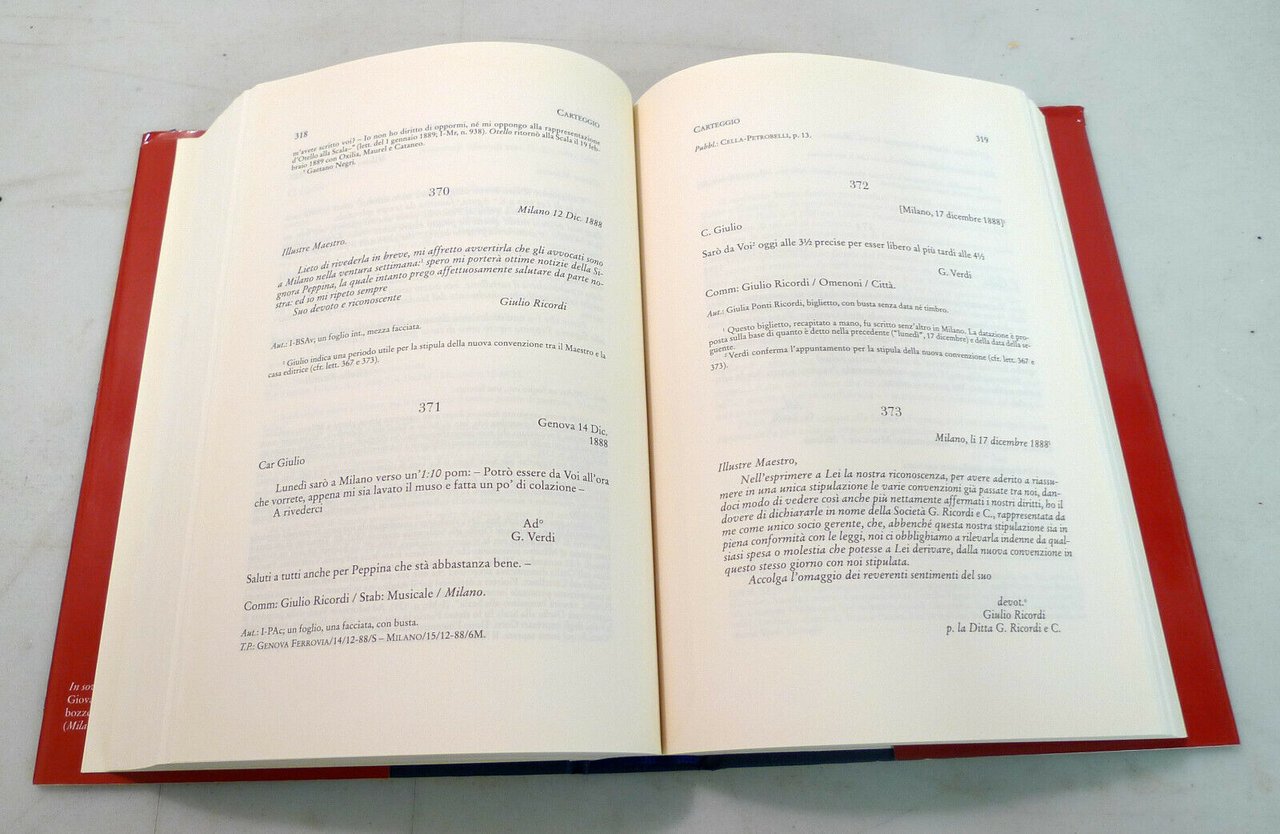 318
CARTEGGIO
m'avete scritto voi? – Io non ho diritto di oppormi, né mi oppongo alla rappresentazione
d'Otello alla Scala–" (lett. del 1 gennaio 1889; I-Mr, n. 938). Otello ritornò alla Scala il 19 feb-
braio 1889 con Oxilia, Maurel e Cataneo.
³ Gaetano Negri.
370
Milano 12 Dic. 1888
Illustre Maestro.
Lieto di rivederla in breve, mi affretto avvertirla che gli avvocati sono
a Milano nella ventura settimana:¹ spero mi porterà ottime notizie della Si-
gnora Peppina, la quale intanto prego affettuosamente salutare da parte no-
stra: ed io mi ripeto sempre
Suo devoto e riconoscente
Giulio Ricordi
Aut.: I-BSAv; un foglio int., mezza facciata.
¹ Giulio indica una periodo utile per la stipula della nuova convenzione tra il Maestro e la
casa editrice (cfr. lett. 367 e 373).
371
Genova 14 Dic.
1888
Car Giulio
Lunedì sarò a Milano verso un'1:10 pom: – Potrò essere da Voi all'ora
che vorrete, appena mi sia lavato il muso e fatta un po' di colazione –
A rivederci
Ad°
G. Verdi
Saluti a tutti anche per Peppina che stà abbastanza bene. –
Comm: Giulio Ricordi / Stab: Musicale / Milano.
Aut.: I-PAc; un foglio, una facciata, con busta.
T.P.: GENOVA FERROVIA/14/12-88/S – MILANO/15/12-88/6M.
In sov
Giova
bozze
(Mila
CARTEGGIO
319
Pubbl.: CELLA-PETROBELLI, p. 13.
372
[Milano, 17 dicembre 1888]¹
C. Giulio
Sarò da Voi² oggi alle 3½ precise per esser libero al più tardi alle 4½
G. Verdi
Comm: Giulio Ricordi / Omenoni / Città.
Aut.: Giulia Ponti Ricordi, biglietto, con busta senza data né timbro.
¹ Questo biglietto, recapitato a mano, fu scritto senz'altro in Milano. La datazione è pro-
posta sulla base di quanto è detto nella precedente ("lunedì", 17 dicembre) e della data della se-
guente.
² Verdi conferma l'appuntamento per la stipula della nuova convenzione (cfr. lett. 367 e
373).
373
Milano, li 17 dicembre 1888¹
Illustre Maestro,
Nell'esprimere a Lei la nostra riconoscenza, per avere aderito a riassu-
mere in una unica stipulazione le varie convenzioni già passate tra noi, dan-
doci modo di vedere così anche più nettamente affermati i nostri diritti, ho il
dovere di dichiararle in nome della Società G. Ricordi e C., rappresentata da
me come unico socio gerente, che, abbenché questa nostra stipulazione sia in
piena conformità con le leggi, noi ci obblighiamo a rilevarla indenne da qual-
siasi spesa o molestia che potesse a Lei derivare, dalla nuova convenzione in
questo stesso giorno con noi stipulata.
Accolga l'omaggio dei reverenti sentimenti del suo
devot.°
Giulio Ricordi
p. la Ditta G. Ricordi e C.